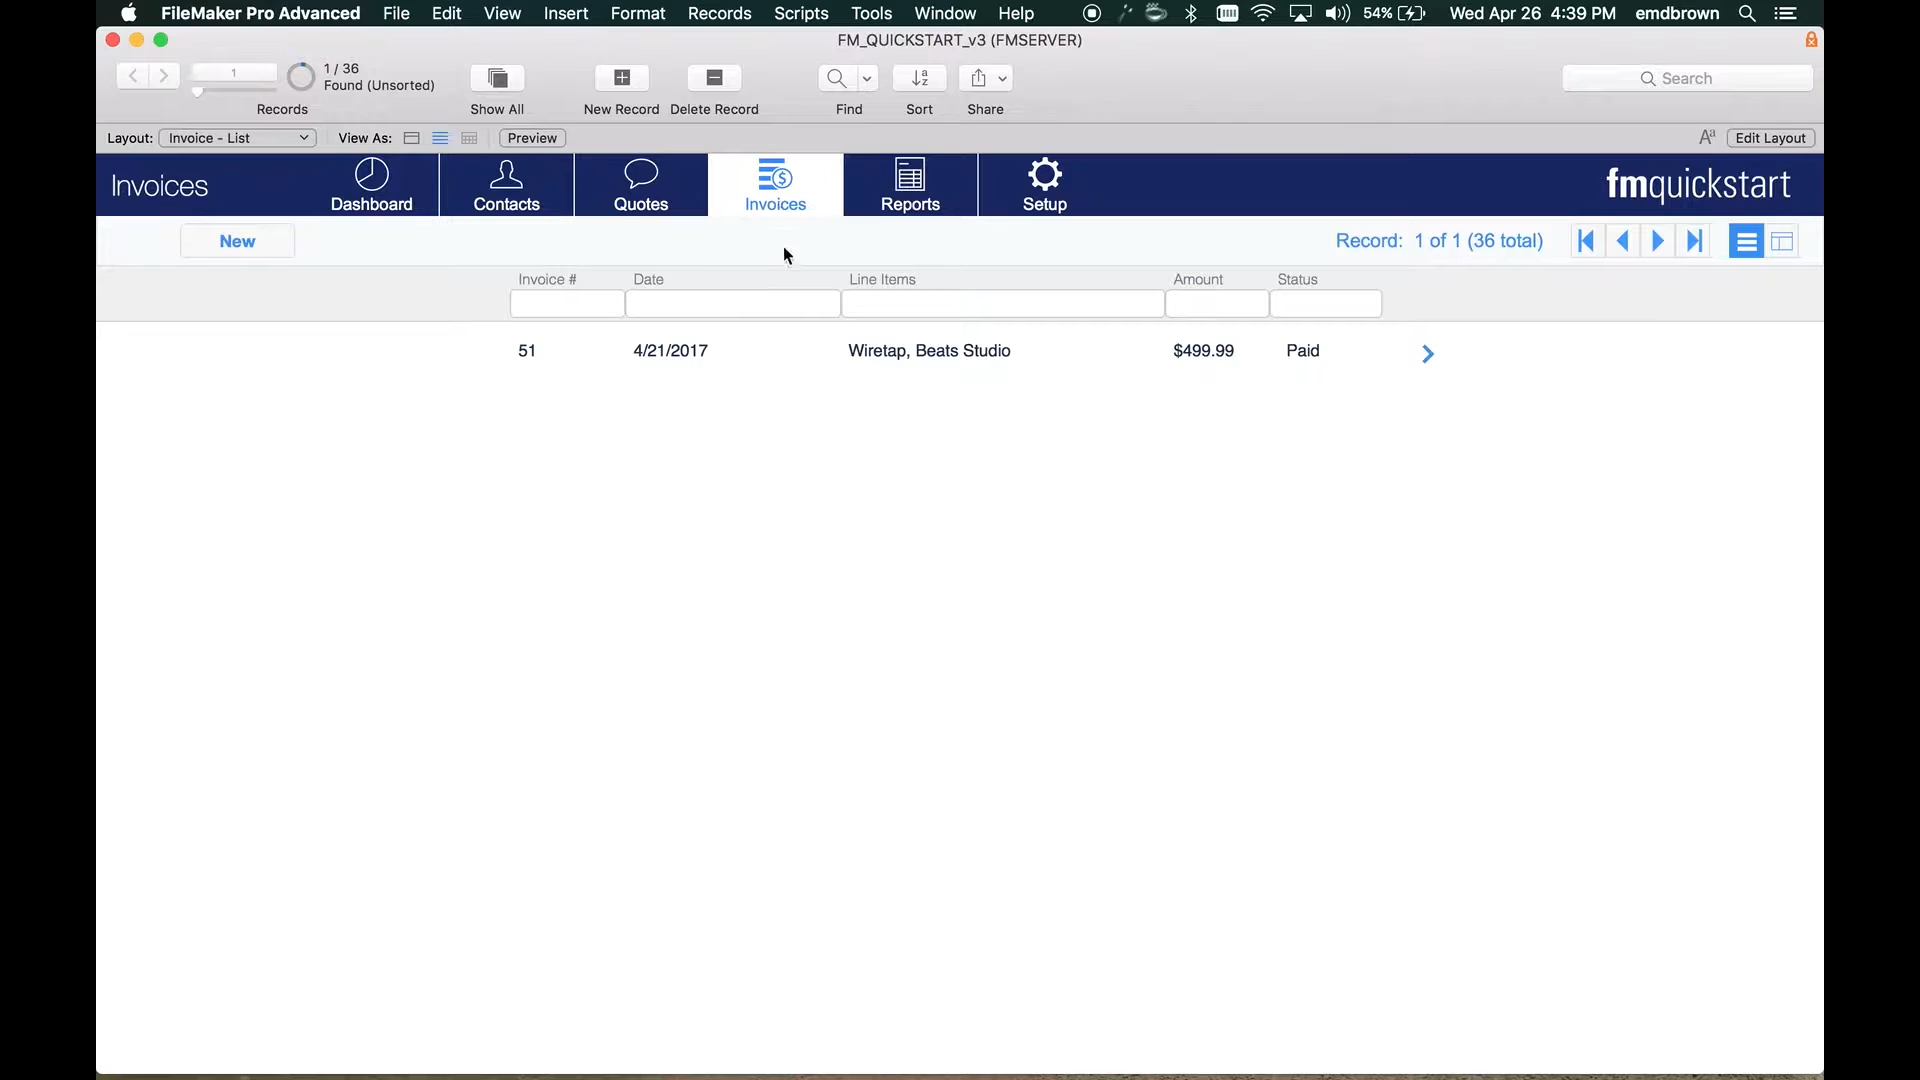 FileMaker Pro Advanced File Edit View Insert Format Records Scripts Tools Window Help 54% Wed Apr 26 4:39 PM emdbrown
FM_QUICKSTART_v3 (FMSERVER)
1 1 / 36
Found (Unsorted)
Search
Records Show All New Record Delete Record Find Sort Share
Layout: Invoice - List View As: Preview Aa Edit Layout
Invoices Dashboard Contacts Quotes Invoices Reports Setup fmquickstart
New Record: 1 of 1 (36 total)
Invoice # Date Line Items Amount Status
51 4/21/2017 Wiretap, Beats Studio $499.99 Paid